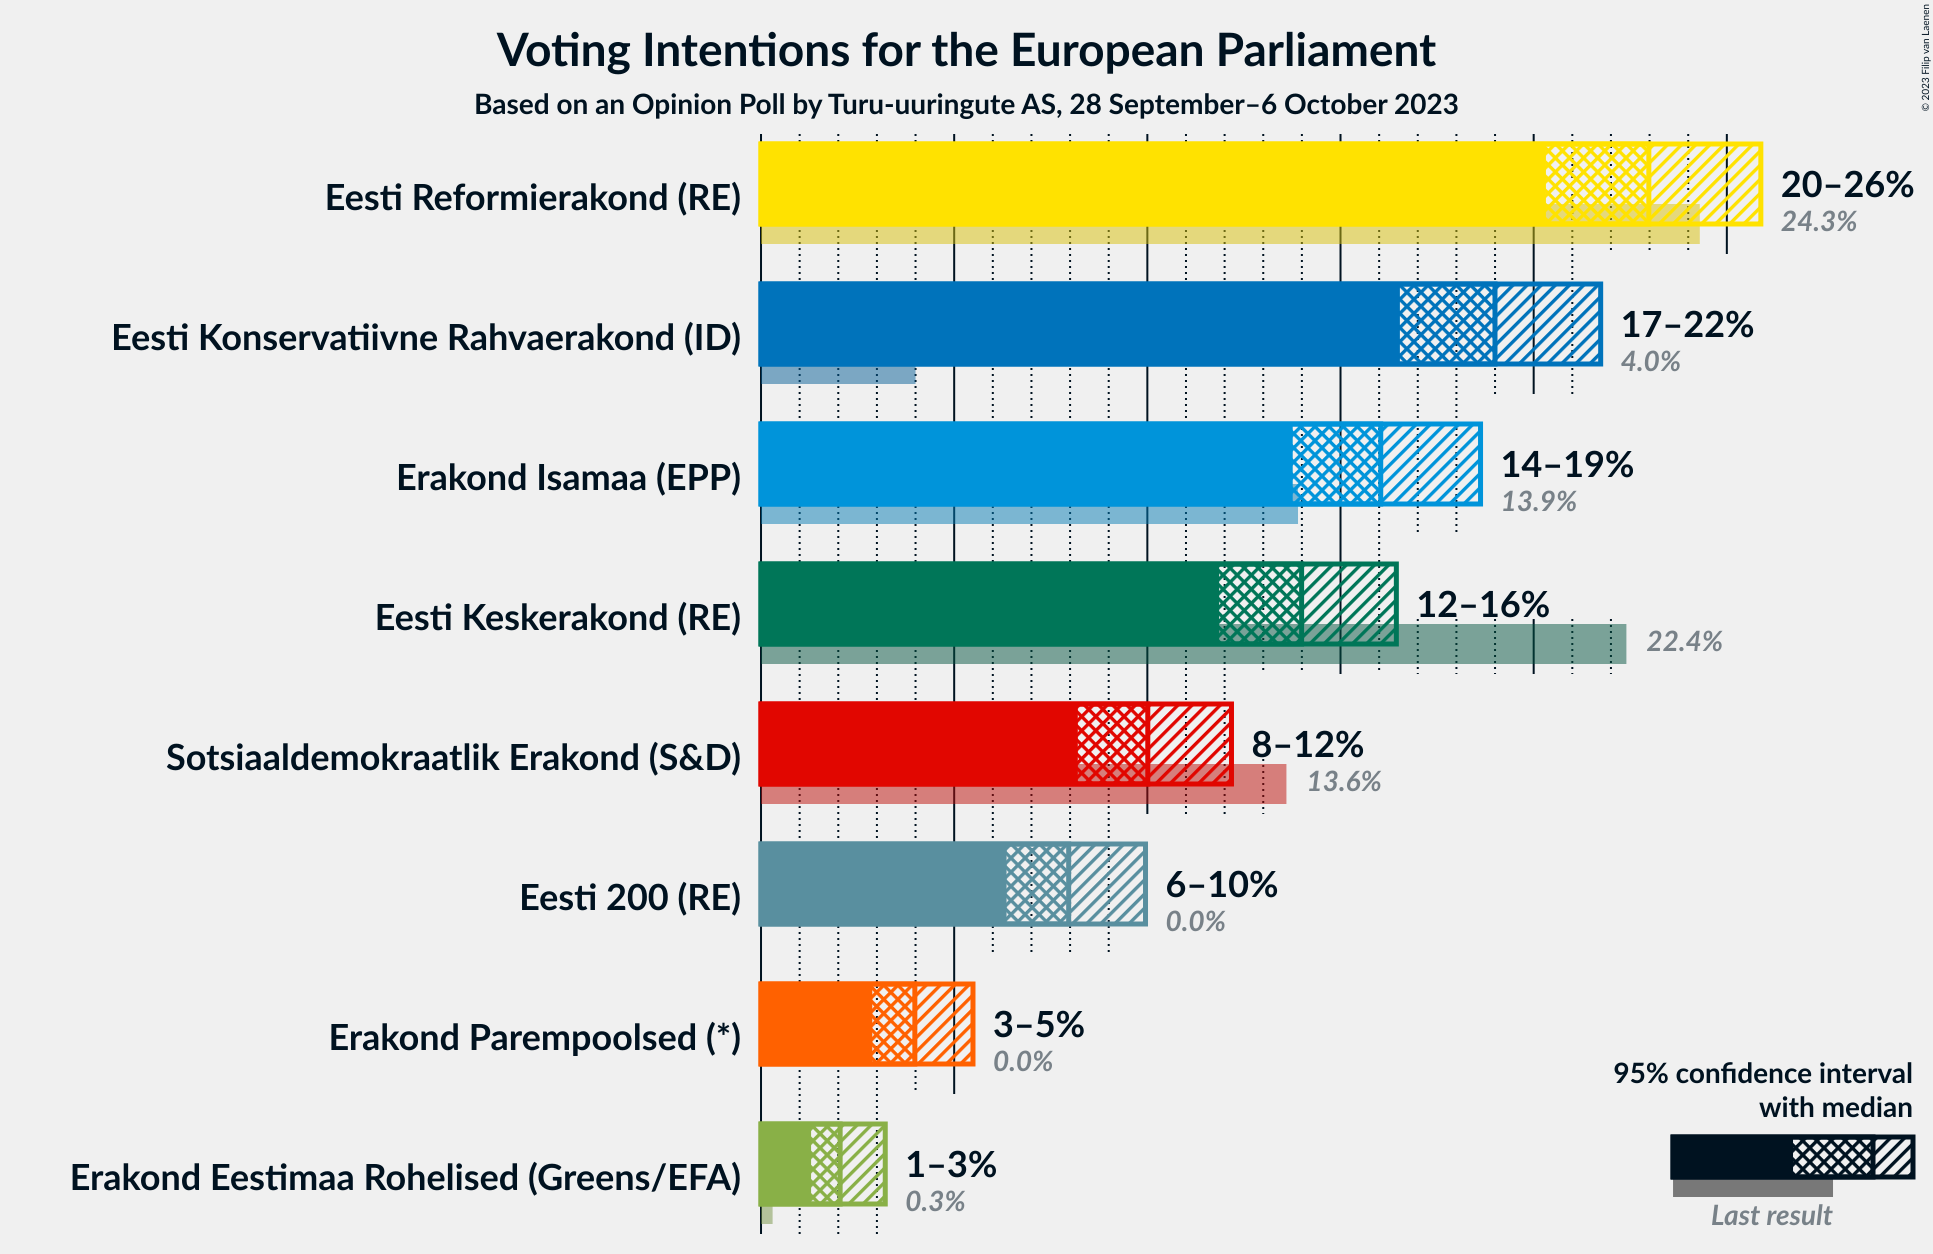 Voting Intentions for the European Parliament
Based on an Opinion Poll by Turu-uuringute AS, 28 September–6 October 2023
© 2023 Filip van Laenen
Eesti Reformierakond (RE)
20–26%
24.3%
Eesti Konservatiivne Rahvaerakond (ID)
17–22%
4.0%
Erakond Isamaa (EPP)
14–19%
13.9%
Eesti Keskerakond (RE)
12–16%
22.4%
Sotsiaaldemokraatlik Erakond (S&D)
8–12%
13.6%
Eesti 200 (RE)
6–10%
0.0%
Erakond Parempoolsed (*)
3–5%
0.0%
Erakond Eestimaa Rohelised (Greens/EFA)
1–3%
0.3%
95% confidence interval
with median
Last result